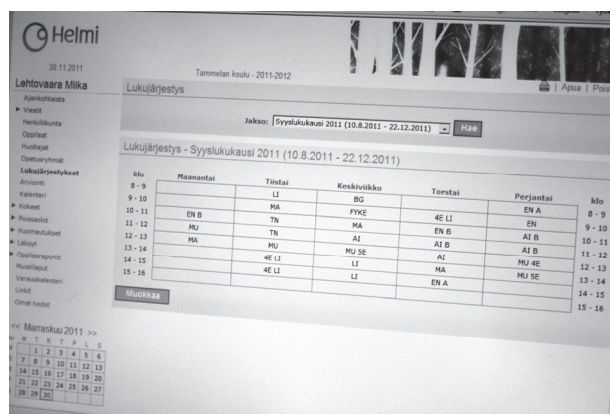 Helmi
30.11.2011
Tammelan koulu - 2011-2012
Apua | Pois
Lehtovaara Miika
Ajankohtaista
Viestit
Henkilökunta
Oppilaat
Huoltajat
Opetusryhmät
Lukujärjestykset
Arviointi
Kalenteri
Kokeet
Poissaolot
Huomautukset
Läksyt
Oppilasraportit
Muistilaput
Varauskalenteri
Linkit
Omat tiedot
<< Marraskuu 2011 >>
M T K T P L S
1 2 3 4 5 6
7 8 9 10 11 12 13
14 15 16 17 18 19 20
21 22 23 24 25 26 27
28 29 30
Lukujärjestys
Jakso: Syyslukukausi 2011 (10.8.2011 - 22.12.2011) Hae
Lukujärjestys - Syyslukukausi 2011 (10.8.2011 - 22.12.2011)
klo Maanantai Tiistai Keskiviikko Torstai Perjantai klo
8 - 9 LI BG EN A 8 - 9
9 - 10 MA FYKE 4E LI EN 9 - 10
10 - 11 EN B TN MA EN B AI B 10 - 11
11 - 12 MU TN AI AI B AI B 11 - 12
12 - 13 MA MU MU 5E AI MU 4E 12 - 13
13 - 14 4E LI LI MA MU 5E 13 - 14
14 - 15 4E LI LI EN A 14 - 15
15 - 16 15 - 16
Muokkaa